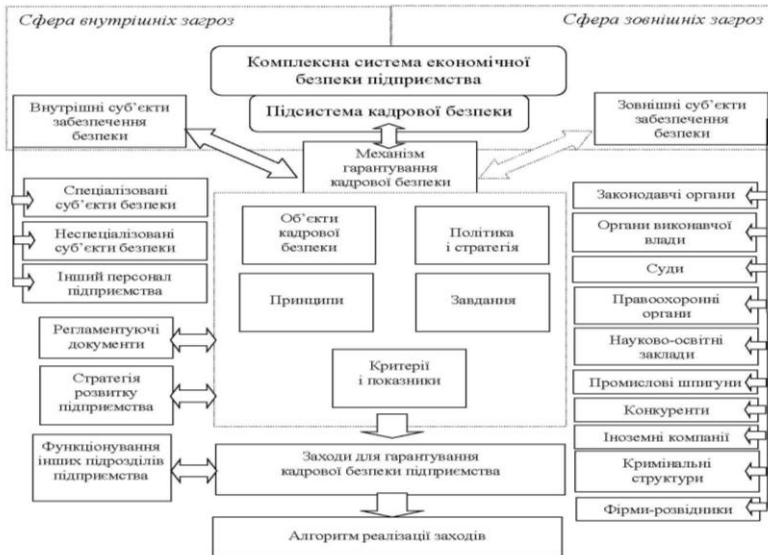 Сфера внутрішніх загроз
Сфера зовнішніх загроз
Комплексна система економічної
безпеки підприємства
Підсистема кадрової безпеки
Внутрішні суб’єкти
забезпечення
безпеки
Зовнішні суб’єкти
забезпечення
безпеки
Механізм
гарантування
кадрової безпеки
Спеціалізовані
суб’єкти безпеки
Неспеціалізовані
суб’єкти безпеки
Інший персонал
підприємства
Регламентуючі
документи
Стратегія
розвитку
підприємства
Функціонування
інших підрозділів
підприємства
Об’єкти
кадрової
безпеки
Політика
і стратегія
Принципи
Завдання
Критерії
і показники
Заходи для гарантування
кадрової безпеки підприємства
Алгоритм реалізації заходів
Законодавчі органи
Органи виконавчої
влади
Суди
Правоохоронні
органи
Науково-освітні
заклади
Промислові шпигуни
Конкуренти
Іноземні компанії
Кримінальні
структури
Фірми-розвідники